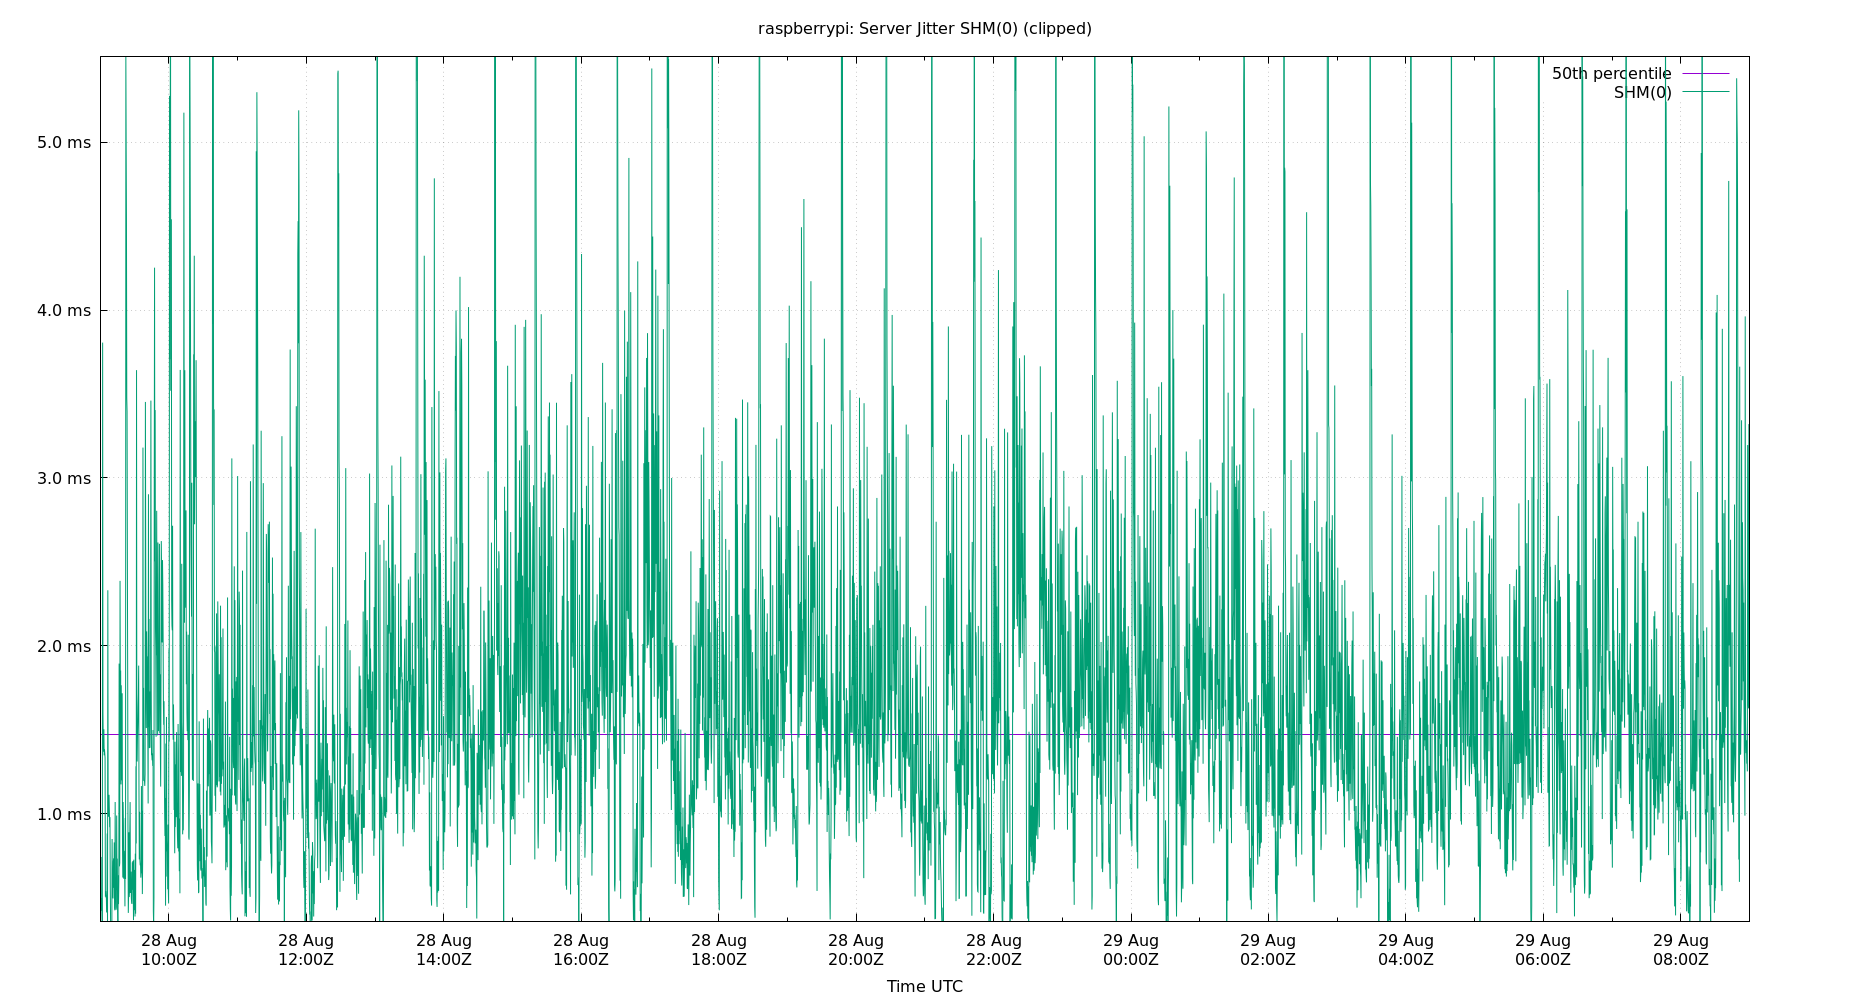 raspberrypi: Server Jitter SHM(0) (clipped)
50th percentile
SHM(0)
5.0 ms
4.0 ms
3.0 ms
2.0 ms
1.0 ms
28 Aug 28 Aug 28 Aug 28 Aug 28 Aug 28 Aug 28 Aug 29 Aug 29 Aug 29 Aug 29 Aug 29 Aug
10:00Z 12:00Z 14:00Z 16:00Z 18:00Z 20:00Z 22:00Z 00:00Z 02:00Z 04:00Z 06:00Z 08:00Z
Time UTC